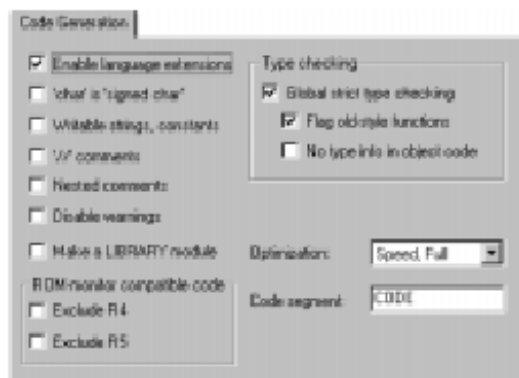 Code Generation
Enable language extensions
'char' is 'signed char'
Writable strings, constants
'//' comments
Nested comments
Disable warnings
Make a LIBRARY module
ROM monitor compatible code
Exclude R4
Exclude R5
Type checking
Global strict type checking
Flag old-style functions
No type info in object code
Optimization:
Speed, Full
Code segment:
CODE